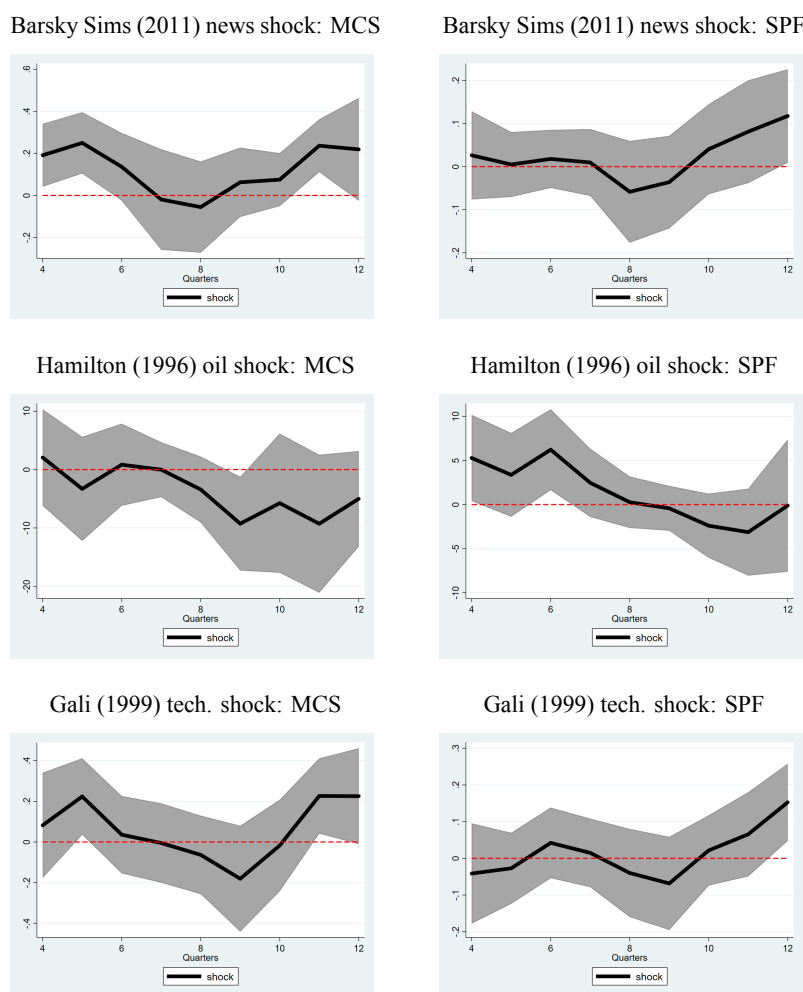 Barsky Sims (2011) news shock: MCS
Barsky Sims (2011) news shock: SPF
.6
.4
.2
0
-.2
4 6 8 10 12
Quarters
shock
.2
.1
0
-.1
-.2
4 6 8 10 12
Quarters
shock
Hamilton (1996) oil shock: MCS
Hamilton (1996) oil shock: SPF
10
0
-10
-20
4 6 8 10 12
Quarters
shock
10
5
0
-5
-10
4 6 8 10 12
Quarters
shock
Gali (1999) tech. shock: MCS
Gali (1999) tech. shock: SPF
.4
.2
0
-.2
-.4
4 6 8 10 12
Quarters
shock
.3
.2
.1
0
-.1
-.2
4 6 8 10 12
Quarters
shock